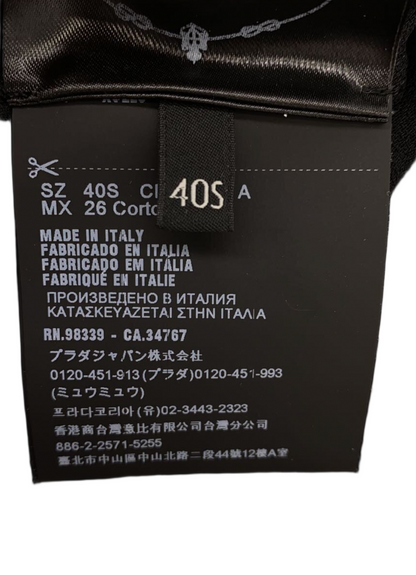 SZ 40S
A
MX 26
40S
MADE IN ITALY
FABRICADO EN ITALIA
FABRICADO EM ITALIA
FABRIQUÉ EN ITALIE
ПРОИЗВЕДЕНО В ИТАЛИЯ
ΚΑΤΑΣΚΕΥΑΖΕΤΑΙ ΣΤΗΝ ΙΤΑΛΙΑ
RN.98339 - CA.34767
プラダジャパン株式会社
0120-451-913(プラダ)0120-451-993
(ミュウミュウ)
프라다코리아(유)02-3443-2323
香港商台灣意比有限公司台灣分公司
886-2-2571-5255
臺北市中山區中山北路二段44號12樓A室